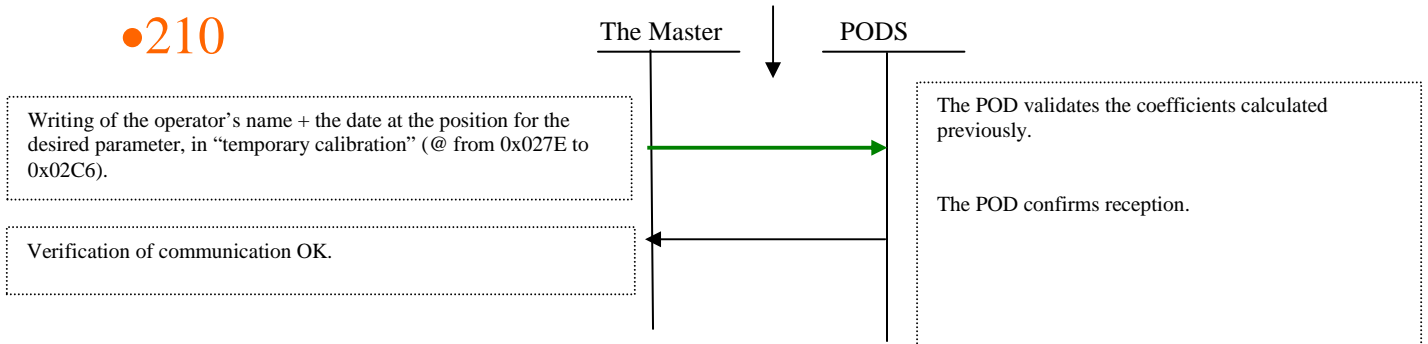 •210
The Master
PODS
Writing of the operator’s name + the date at the position for the
desired parameter, in “temporary calibration” (@ from 0x027E to
0x02C6).
The POD validates the coefficients calculated
previously.
The POD confirms reception.
Verification of communication OK.